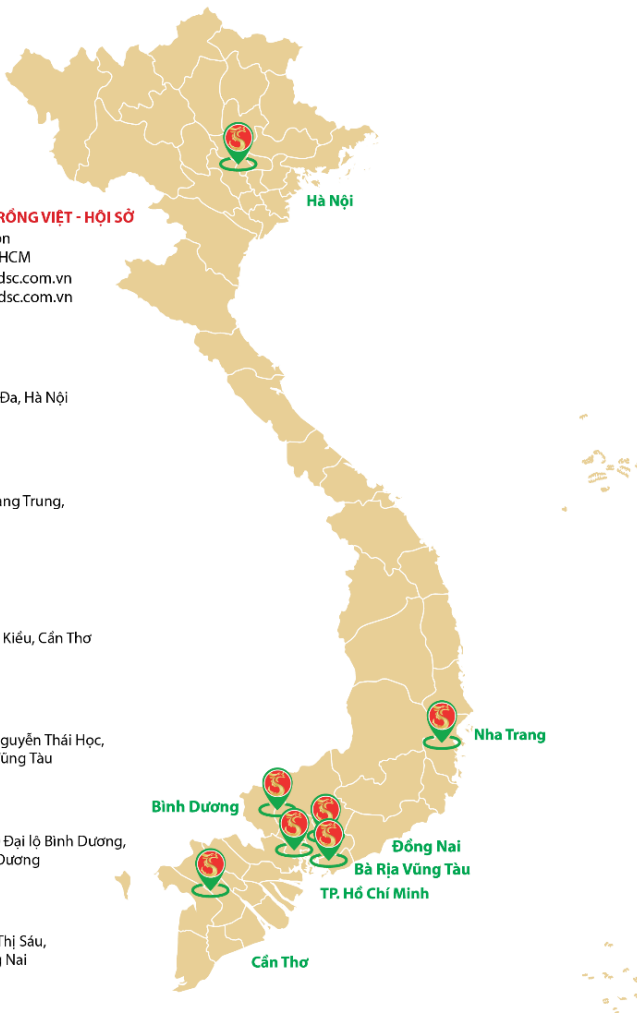 RỒNG VIỆT - HỘI SỞ
HCM
dsc.com.vn
dsc.com.vn
Đa, Hà Nội
ang Trung,
Kiều, Cần Thơ
guyễn Thái Học,
Vũng Tàu
Đại lộ Bình Dương,
Dương
Thị Sáu,
g Nai
Hà Nội
Nha Trang
Bình Dương
Đồng Nai
Bà Rịa Vũng Tàu
TP. Hồ Chí Minh
Cần Thơ